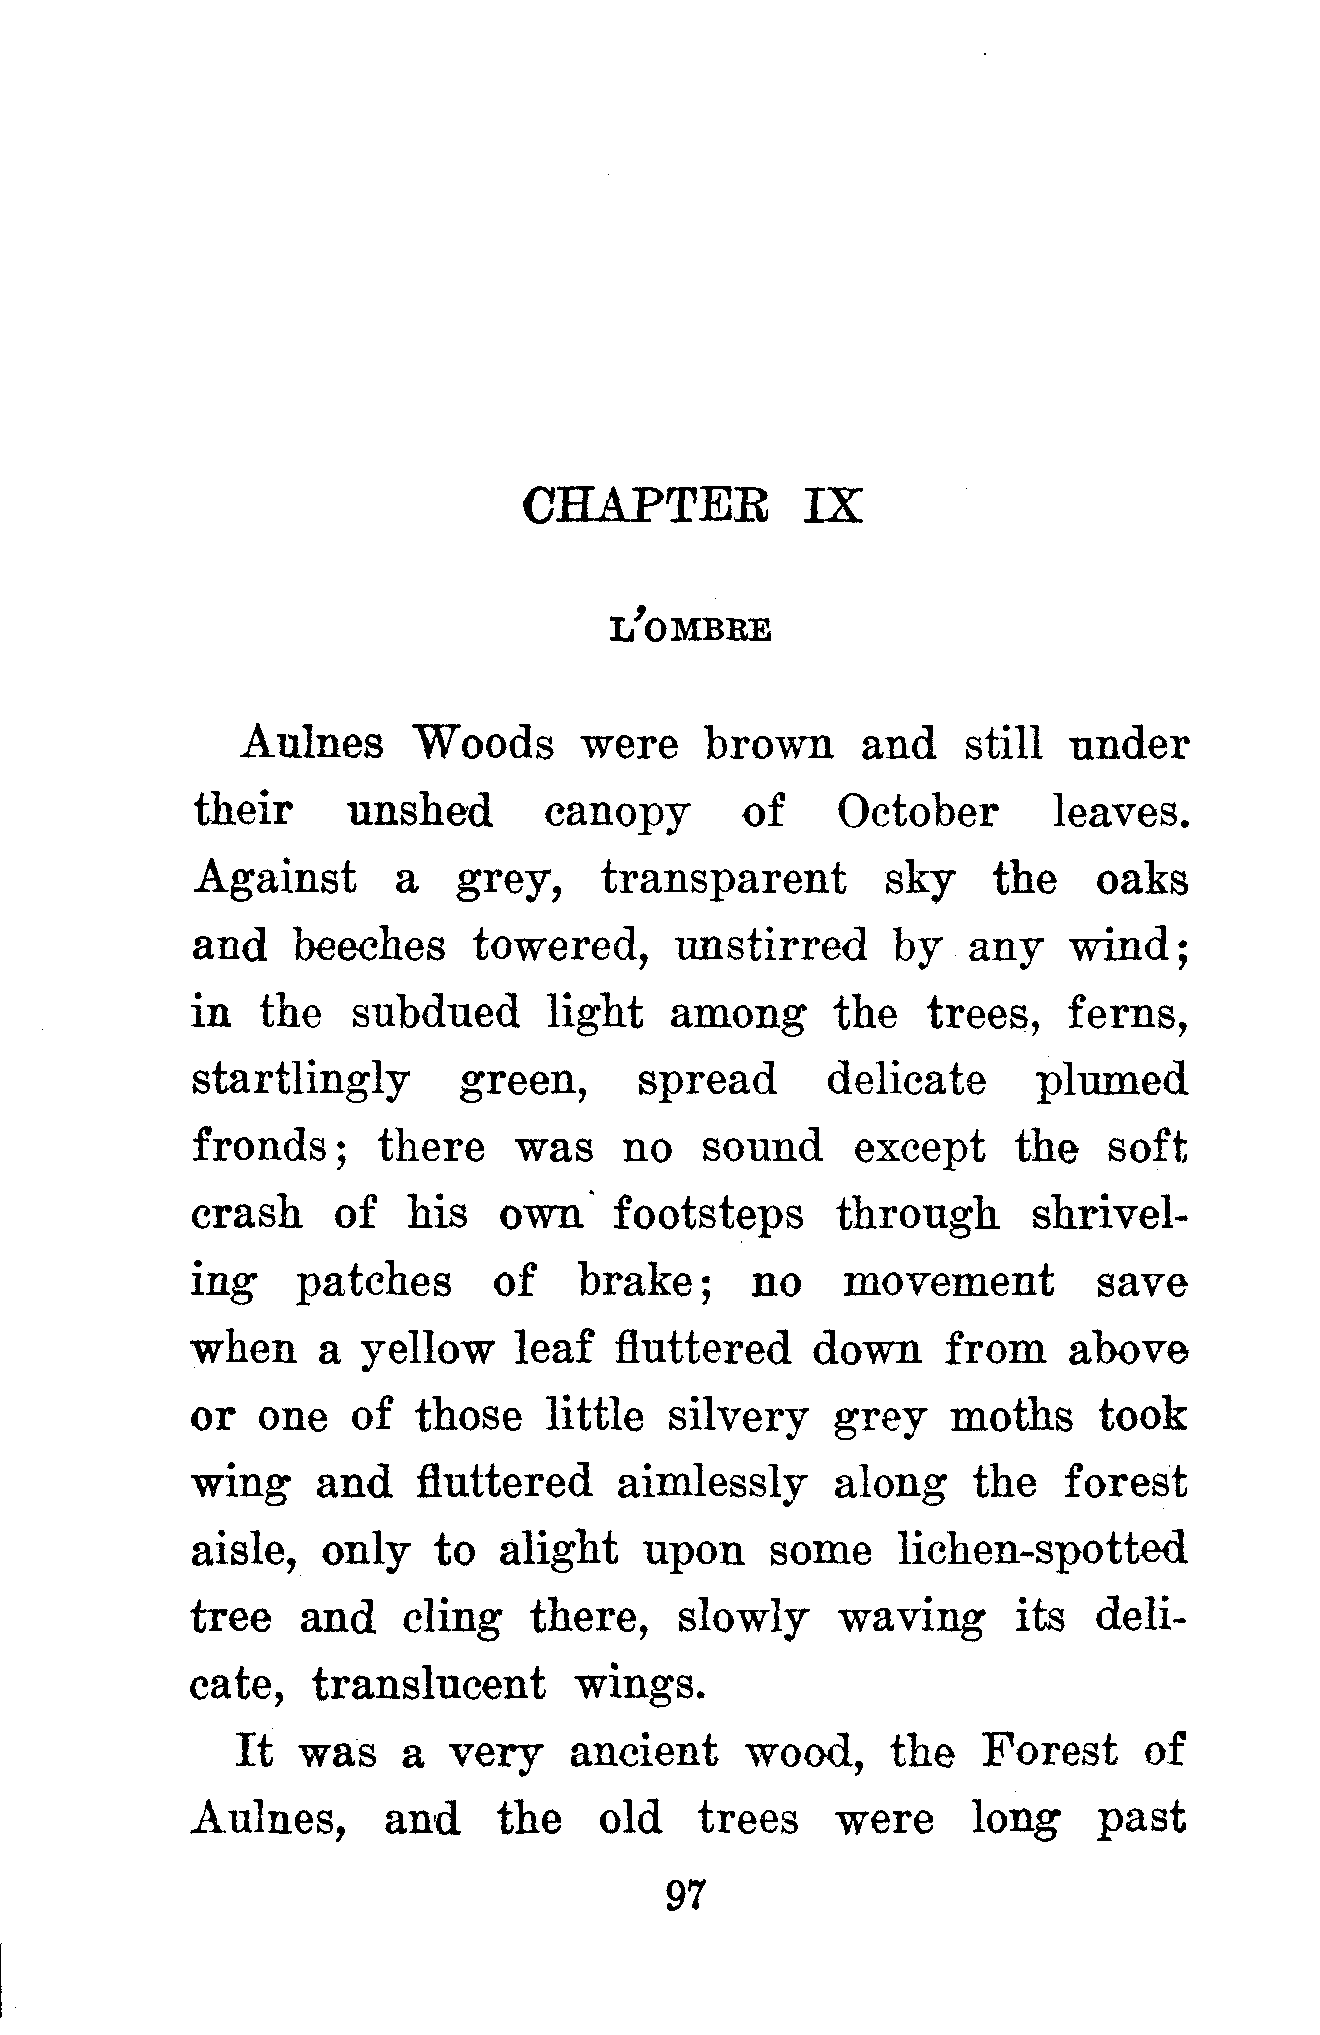 CHAPTER IX
L'OMBRE
Aulnes Woods were brown and still under
their unshed canopy of October leaves.
Against a grey, transparent sky the oaks
and beeches towered, unstirred by any wind;
in the subdued light among the trees, ferns,
startlingly green, spread delicate plumed
fronds; there was no sound except the soft
crash of his own footsteps through shrivel-
ing patches of brake; no movement save
when a yellow leaf fluttered down from above
or one of those little silvery grey moths took
wing and fluttered aimlessly along the forest
aisle, only to alight upon some lichen-spotted
tree and cling there, slowly waving its deli-
cate, translucent wings.
It was a very ancient wood, the Forest of
Aulnes, and the old trees were long past
97